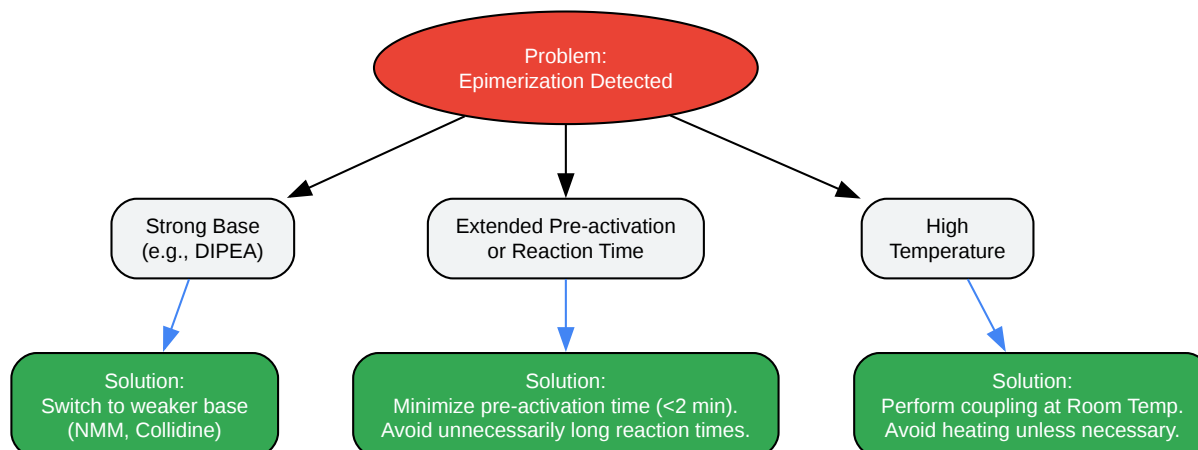 Problem:
Epimerization Detected
Strong Base
(e.g., DIPEA)
Extended Pre-activation
or Reaction Time
High
Temperature
Solution:
Switch to weaker base
(NMM, Collidine)
Solution:
Minimize pre-activation time (<2 min).
Avoid unnecessarily long reaction times.
Solution:
Perform coupling at Room Temp.
Avoid heating unless necessary.